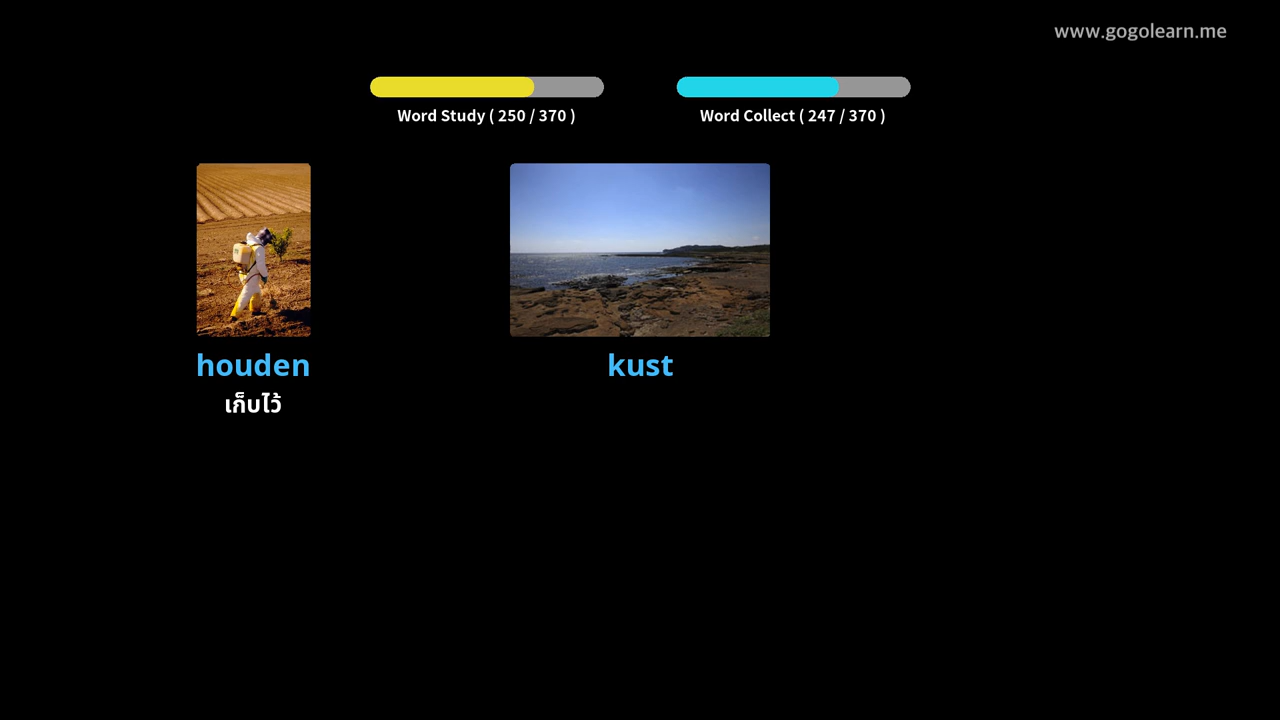 www.gogolearn.me
Word Study ( 250 / 370 )
Word Collect ( 247 / 370 )
houden
kust
เก็บไว้